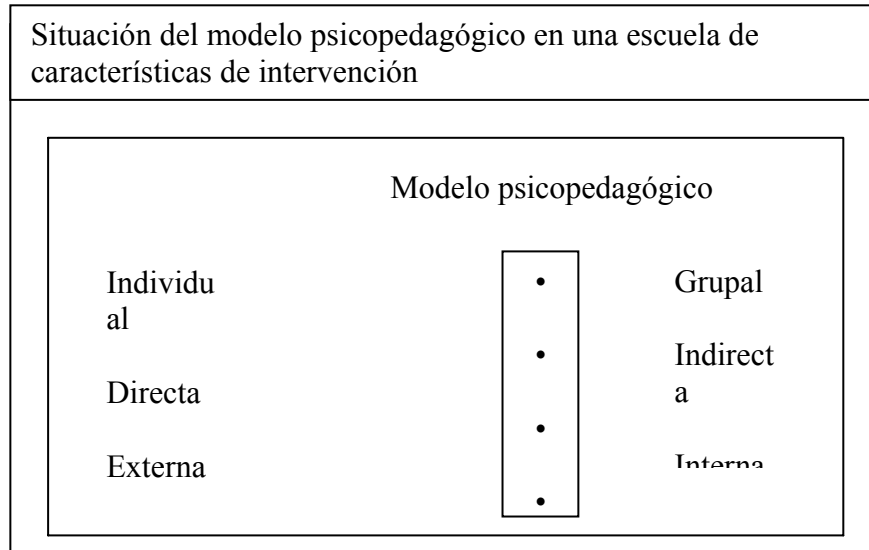 Situación del modelo psicopedagógico en una escuela de
características de intervención
Modelo psicopedagógico
Individu
al
Directa
Externa
•
•
•
•
Grupal
Indirect
a
Interna